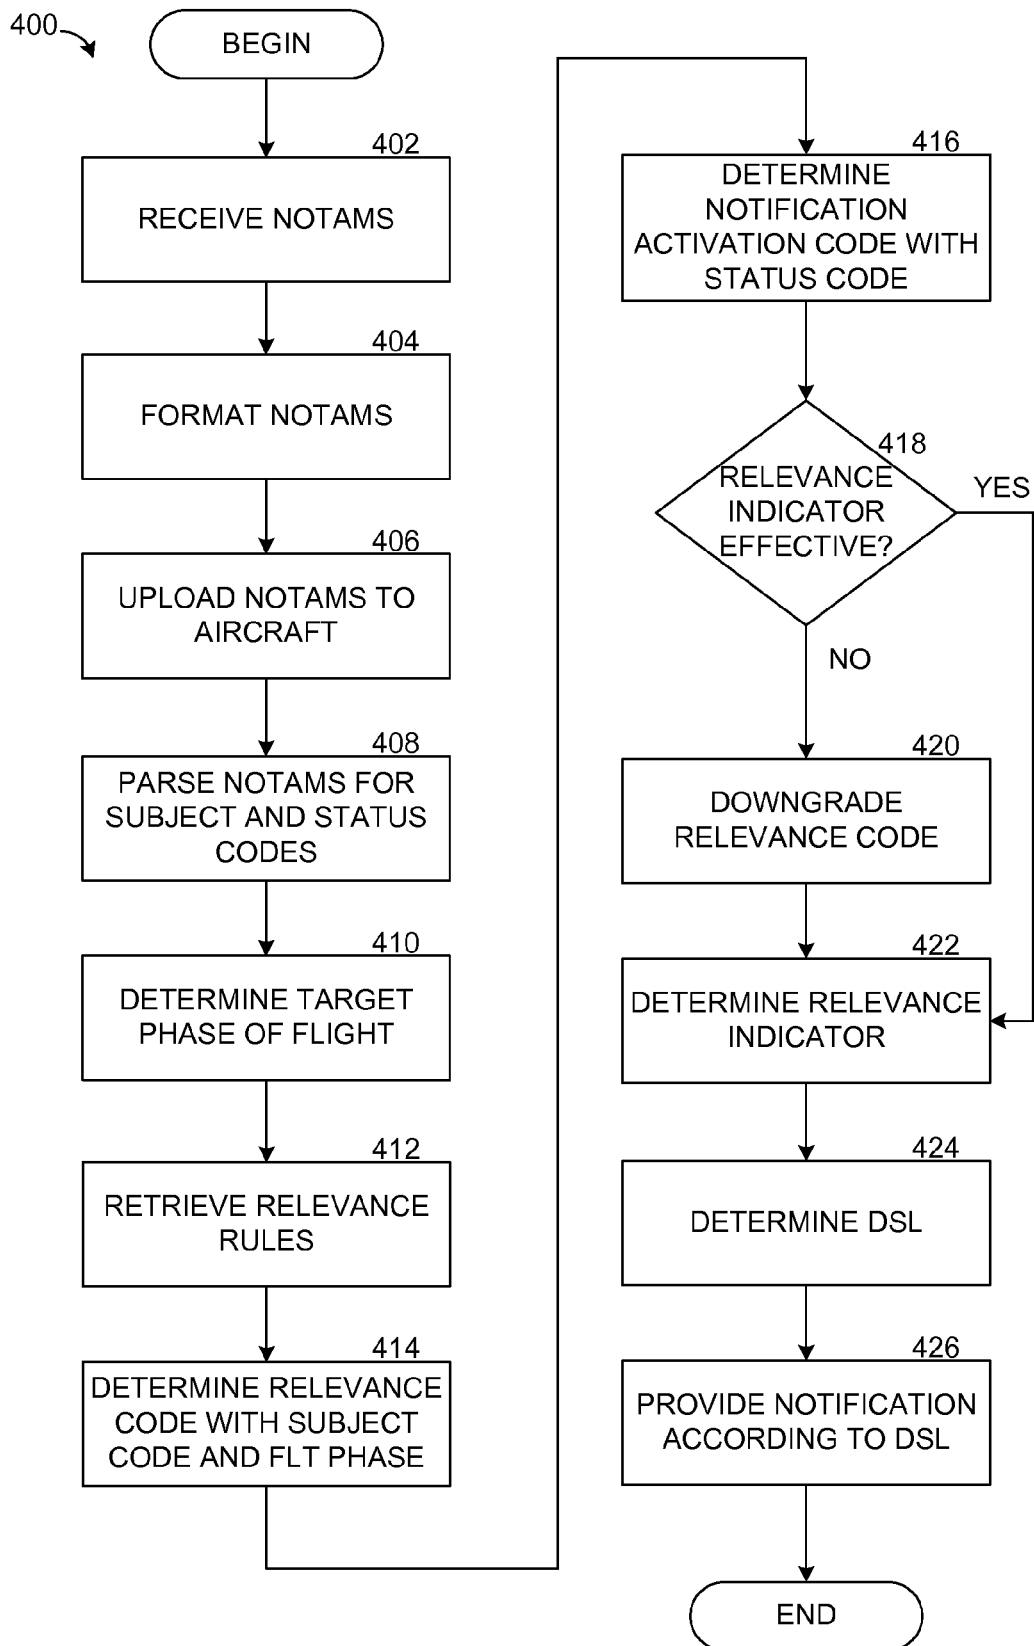 400
BEGIN
402
RECEIVE NOTAMS
404
FORMAT NOTAMS
406
UPLOAD NOTAMS TO
AIRCRAFT
408
PARSE NOTAMS FOR
SUBJECT AND STATUS
CODES
410
DETERMINE TARGET
PHASE OF FLIGHT
412
RETRIEVE RELEVANCE
RULES
414
DETERMINE RELEVANCE
CODE WITH SUBJECT
CODE AND FLT PHASE
416
DETERMINE
NOTIFICATION
ACTIVATION CODE WITH
STATUS CODE
418
RELEVANCE
INDICATOR
EFFECTIVE?
YES
NO
420
DOWNGRADE
RELEVANCE CODE
422
DETERMINE RELEVANCE
INDICATOR
424
DETERMINE DSL
426
PROVIDE NOTIFICATION
ACCORDING TO DSL
END